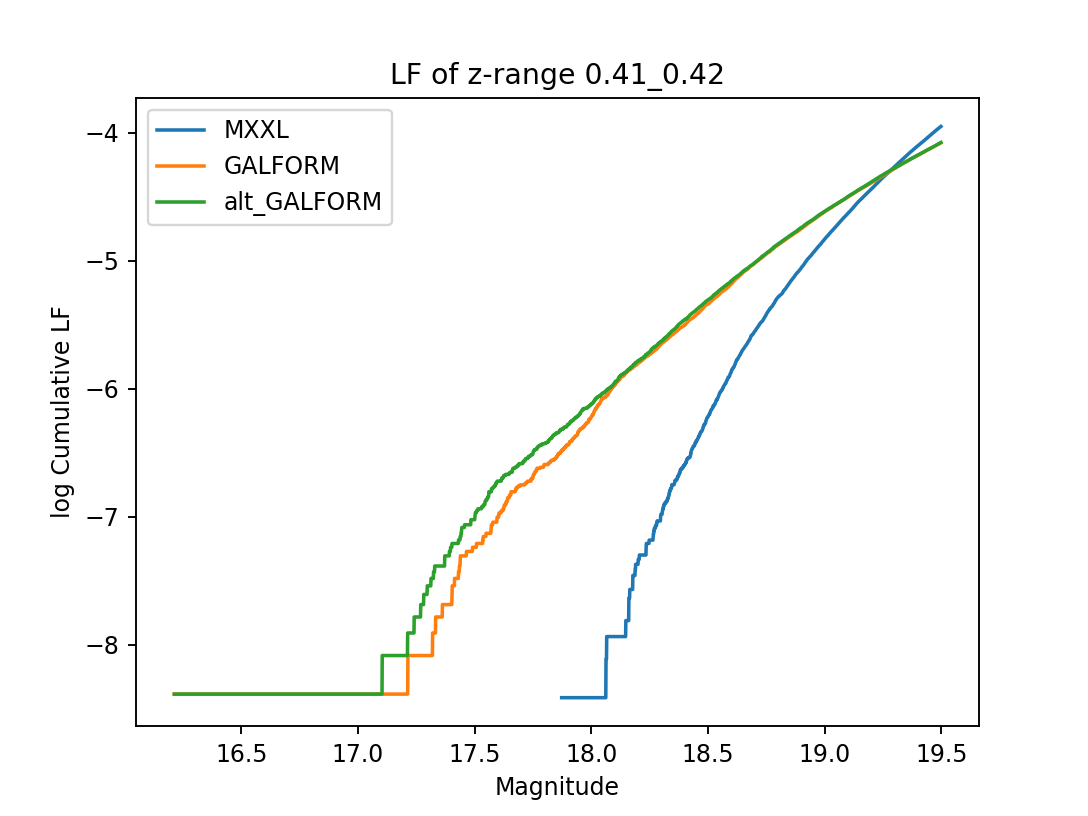 LF of z-range 0.41_0.42
MXXL
GALFORM
alt_GALFORM
log Cumulative LF
−4
−5
−6
−7
−8
16.5 17.0 17.5 18.0 18.5 19.0 19.5
Magnitude